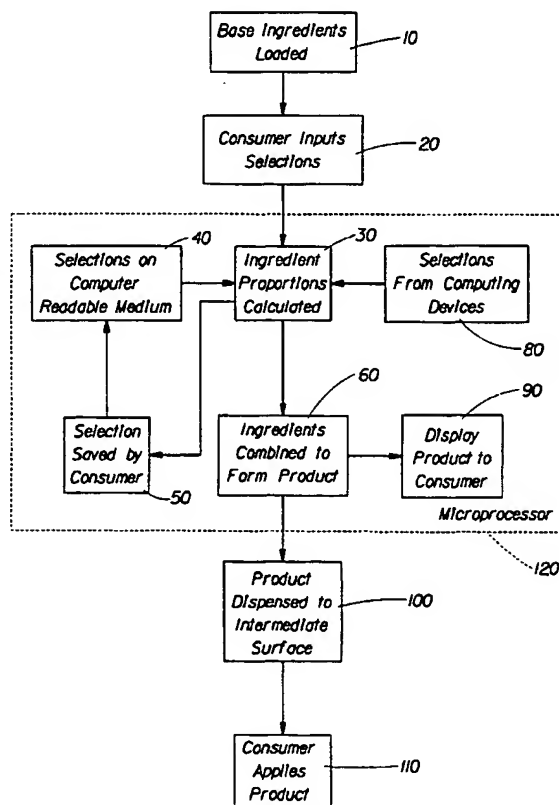 Base Ingredients
Loaded
10
Consumer Inputs
Selections
20
40
30
Selections on
Computer
Readable Medium
Ingredient
Proportions
Calculated
Selections
From Computing
Devices
80
60
90
Selection
Saved by
Consumer
50
Ingredients
Combined to
Form Product
Display
Product to
Consumer
Microprocessor
120
Product
Dispensed to
Intermediate
Surface
100
Consumer
Applies
Product
110